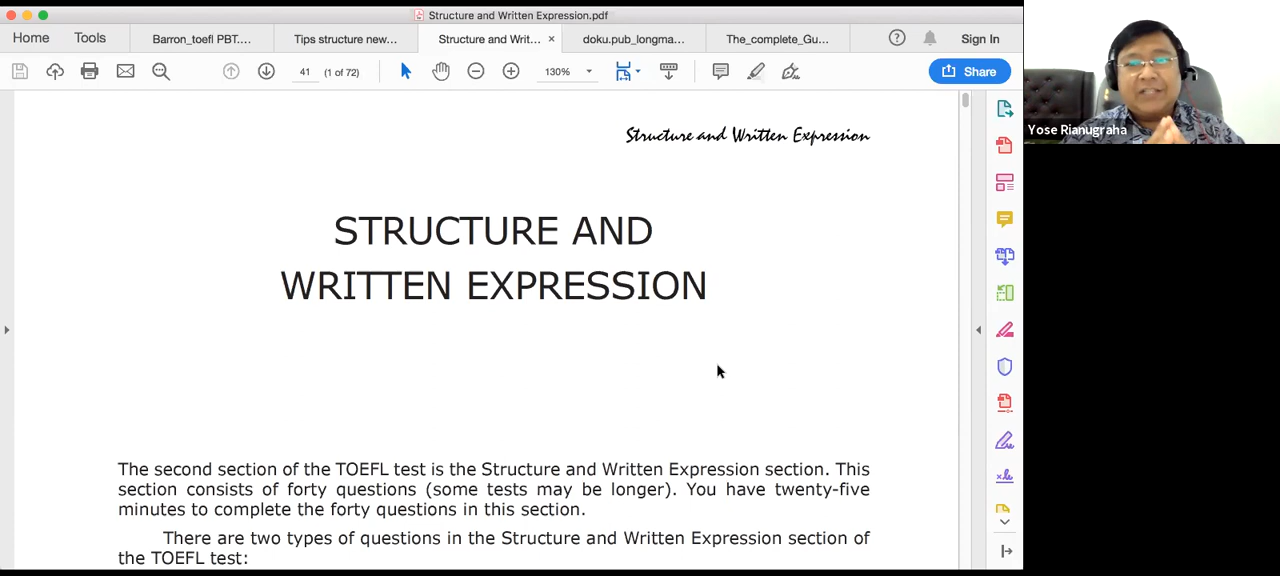 Structure and Written Expression.pdf
Home
Tools
Barron_toefl PBT....
Tips structure new...
Structure and Writ... ×
doku.pub_longma...
The_complete_Gu...
?
Sign In
41
(1 of 72)
130%
Share
Yose Rianugraha
Structure and Written Expression
STRUCTURE AND
WRITTEN EXPRESSION
The second section of the TOEFL test is the Structure and Written Expression section. This
section consists of forty questions (some tests may be longer). You have twenty-five
minutes to complete the forty questions in this section.
There are two types of questions in the Structure and Written Expression section of
the TOEFL test: